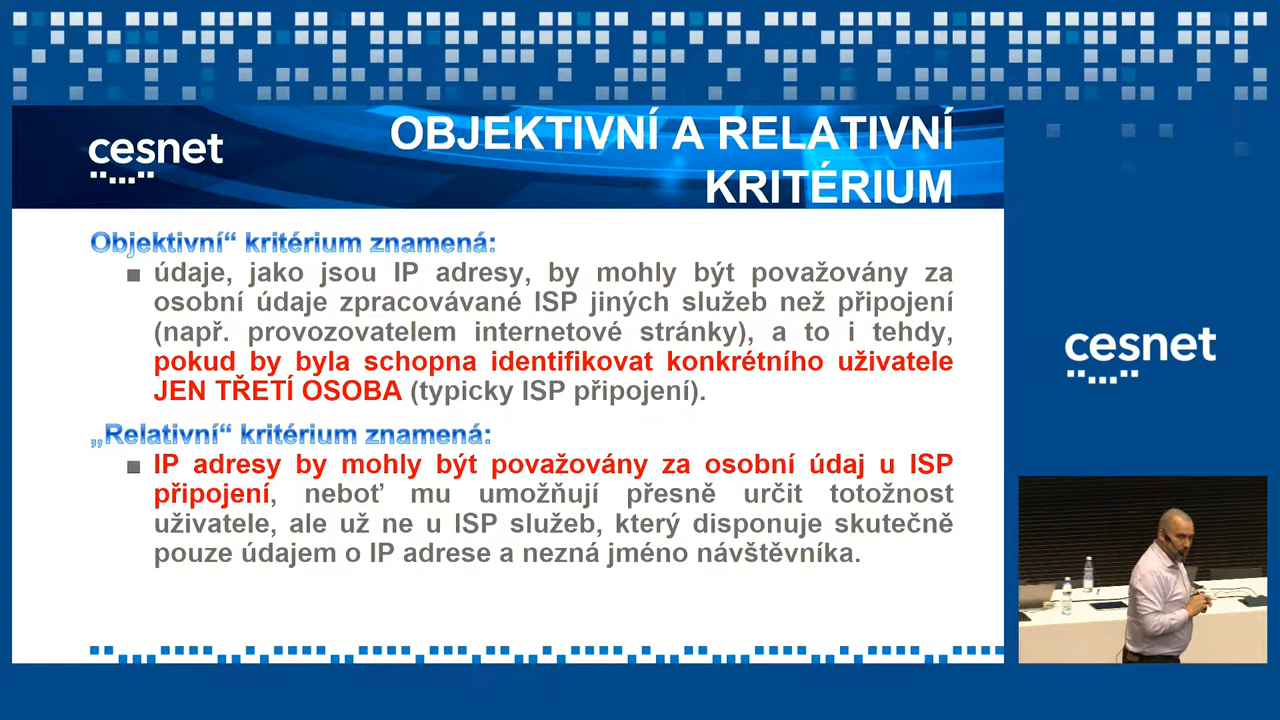 cesnet
OBJEKTIVNÍ A RELATIVNÍ
KRITÉRIUM
Objektivní“ kritérium znamená:
údaje, jako jsou IP adresy, by mohly být považovány za
osobní údaje zpracovávané ISP jiných služeb než připojení
(např. provozovatelem internetové stránky), a to i tehdy,
pokud by byla schopna identifikovat konkrétního uživatele
JEN TŘETÍ OSOBA (typicky ISP připojení).
„Relativní“ kritérium znamená:
IP adresy by mohly být považovány za osobní údaj u ISP
připojení, neboť mu umožňují přesně určit totožnost
uživatele, ale už ne u ISP služeb, který disponuje skutečně
pouze údajem o IP adrese a nezná jméno návštěvníka.
cesnet